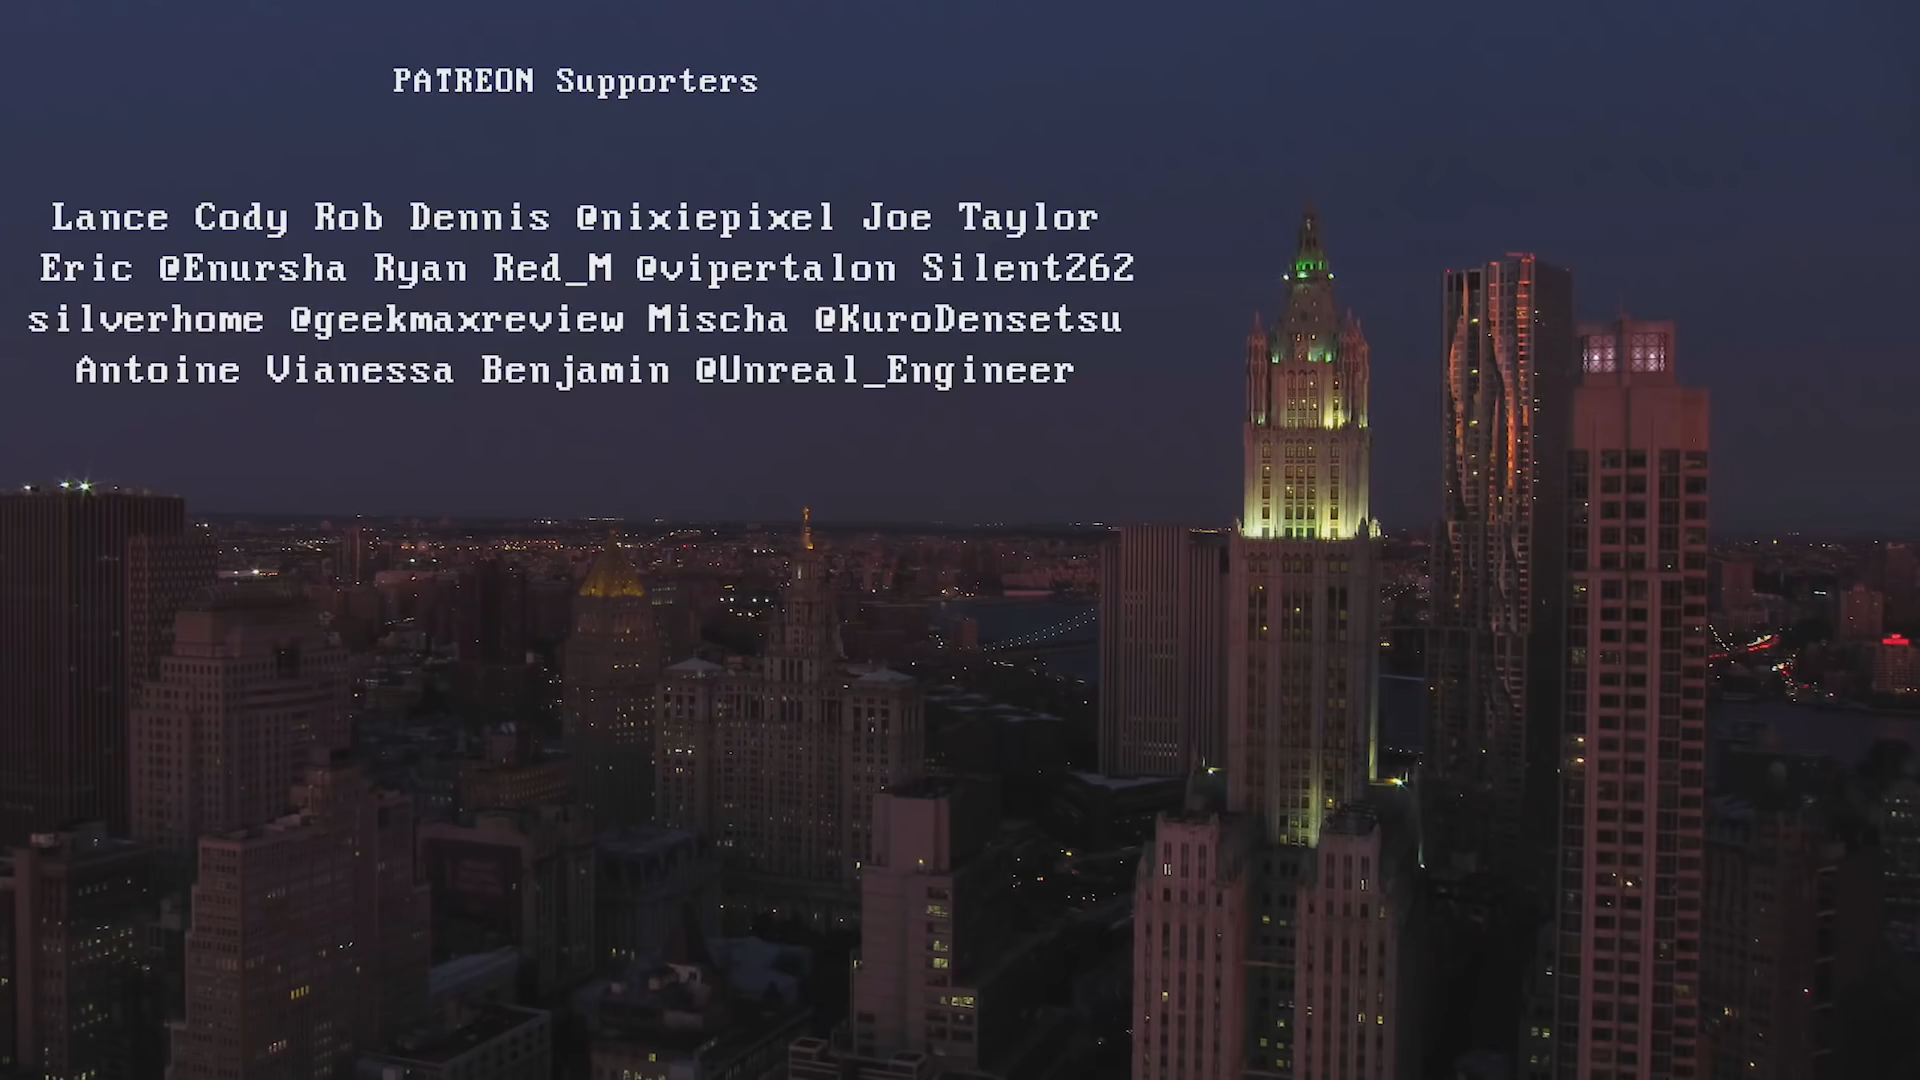 PATREON Supporters
Lance Cody Rob Dennis @nixiepixel Joe Taylor
Eric @Enursha Ryan Red_M @vipertalon Silent262
silverhome @geekmaxreview Mischa @KuroDensetsu
Antoine Vianessa Benjamin @Unreal_Engineer